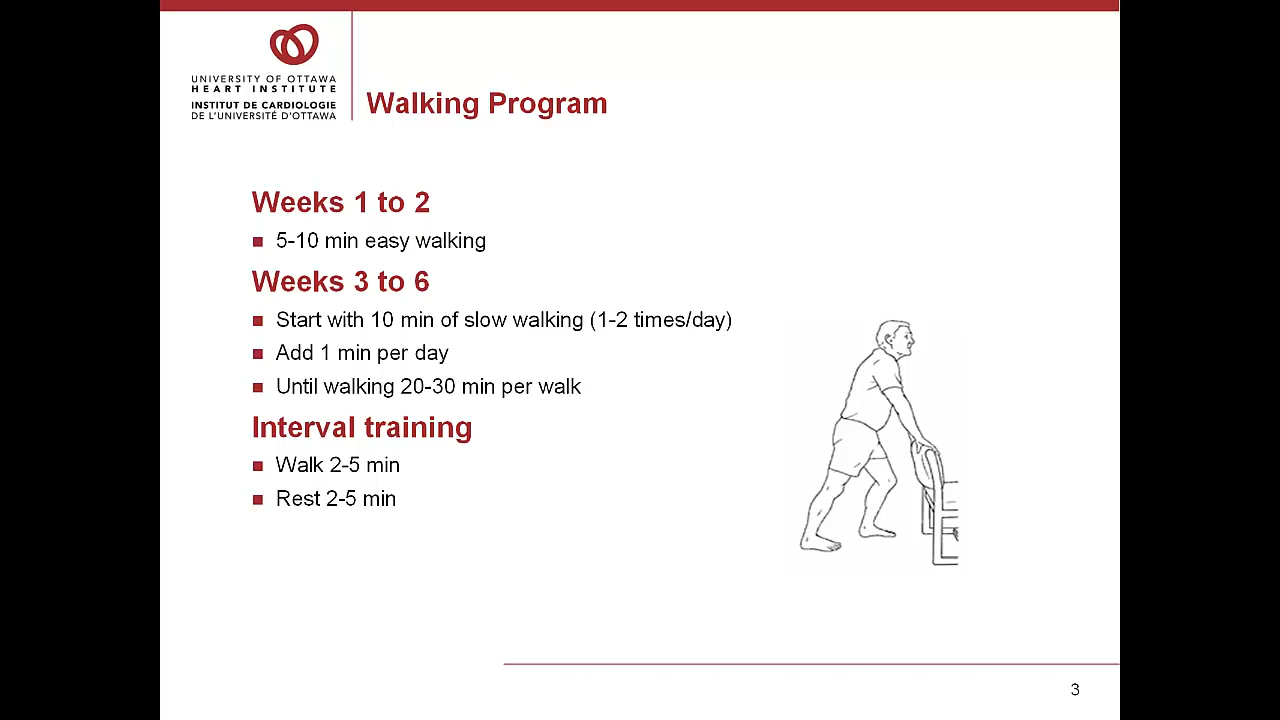 UNIVERSITY OF OTTAWA
HEART INSTITUTE
INSTITUT DE CARDIOLOGIE
DE L'UNIVERSITÉ D'OTTAWA
Walking Program
Weeks 1 to 2
5-10 min easy walking
Weeks 3 to 6
Start with 10 min of slow walking (1-2 times/day)
Add 1 min per day
Until walking 20-30 min per walk
Interval training
Walk 2-5 min
Rest 2-5 min
3